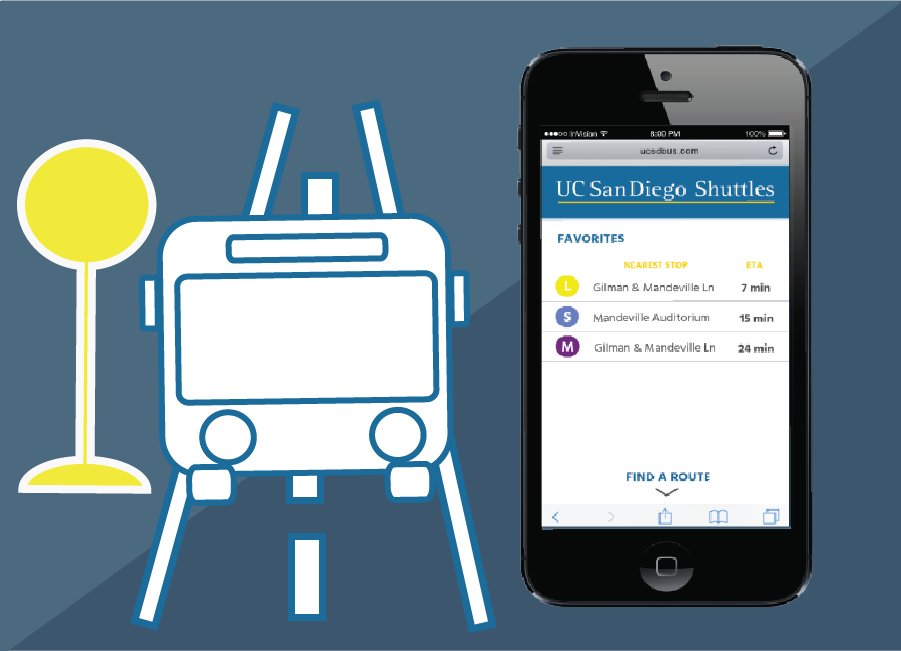 ●●●○○ InVision 8:00 PM 100%
ucsdbus.com
UC San Diego Shuttles
FAVORITES
NEAREST STOP ETA
L Gilman & Mandeville Ln 7 min
S Mandeville Auditorium 15 min
M Gilman & Mandeville Ln 24 min
FIND A ROUTE